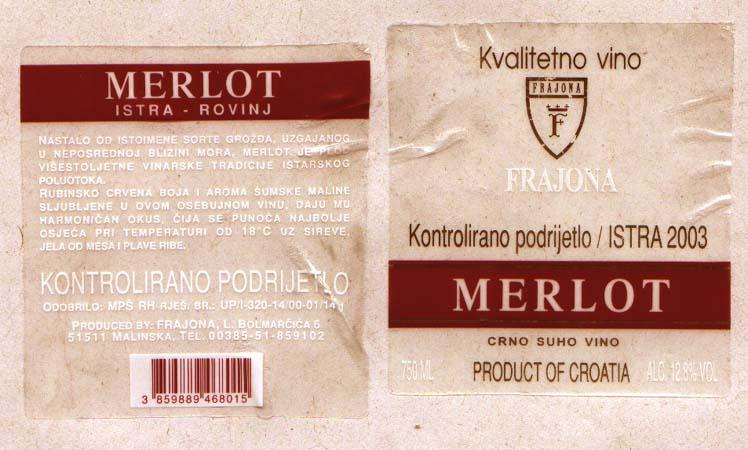 MERLOT
ISTRA - ROVINJ
NASTALO OD ISTOIMENE SORTE GROZĐA, UZGAJANOG
U NEPOSREDNOJ BLIZINI MORA, MERLOT JE PLOD
VIŠESTOLJETNE VINARSKE TRADICIJE ISTARSKOG
POLUOTOKA.
RUBINSKO CRVENA BOJA I AROMA ŠUMSKE MALINE
SLJUBLJENE U OVOM OSEBUJNOM VINU, DAJU MU
HARMONIČAN OKUS, ČIJA SE PUNOĆA NAJBOLJE
OSJEĆA PRI TEMPERATURI OD 18°C UZ SIREVE,
JELA OD MESA I PLAVE RIBE.
KONTROLIRANO PODRIJETLO
ODOBRILO: MPŠ RH RJEŠ. BR.: UP/I-320-14/00-01/14
PRODUCED BY: FRAJONA, L. BOLMARČIĆA 6
51511 MALINSKA, TEL. 00385-51-859102
3 859889 468015
Kvalitetno vino
FRAJONA
F
FRAJONA
Kontrolirano podrijetlo / ISTRA 2003
MERLOT
CRNO SUHO VINO
750 ML PRODUCT OF CROATIA ALC. 12.8% VOL